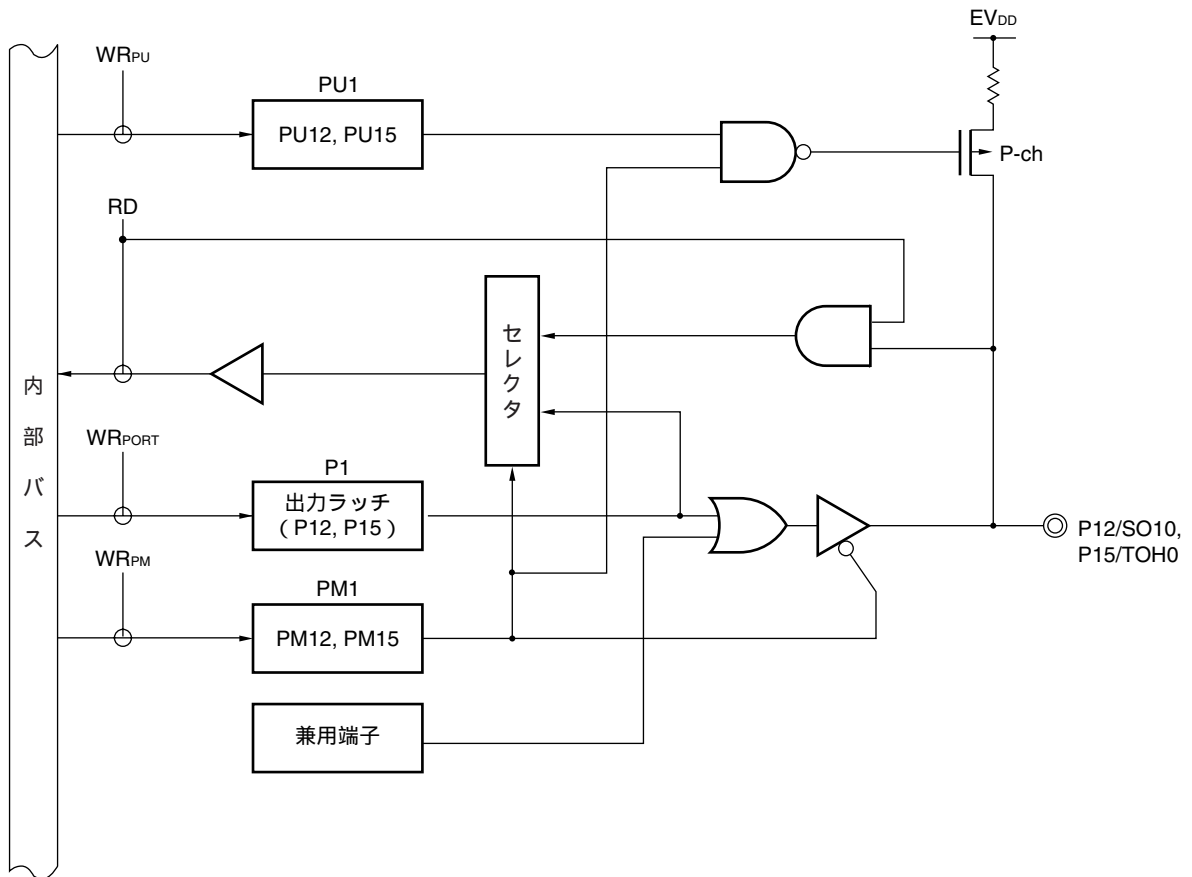 EVDD
WRPU
PU1
PU12, PU15
P-ch
RD
セレクタ
内部バス
WRPORT
P1
出力ラッチ
( P12, P15 )
P12/SO10,
P15/TOH0
WRPM
PM1
PM12, PM15
兼用端子